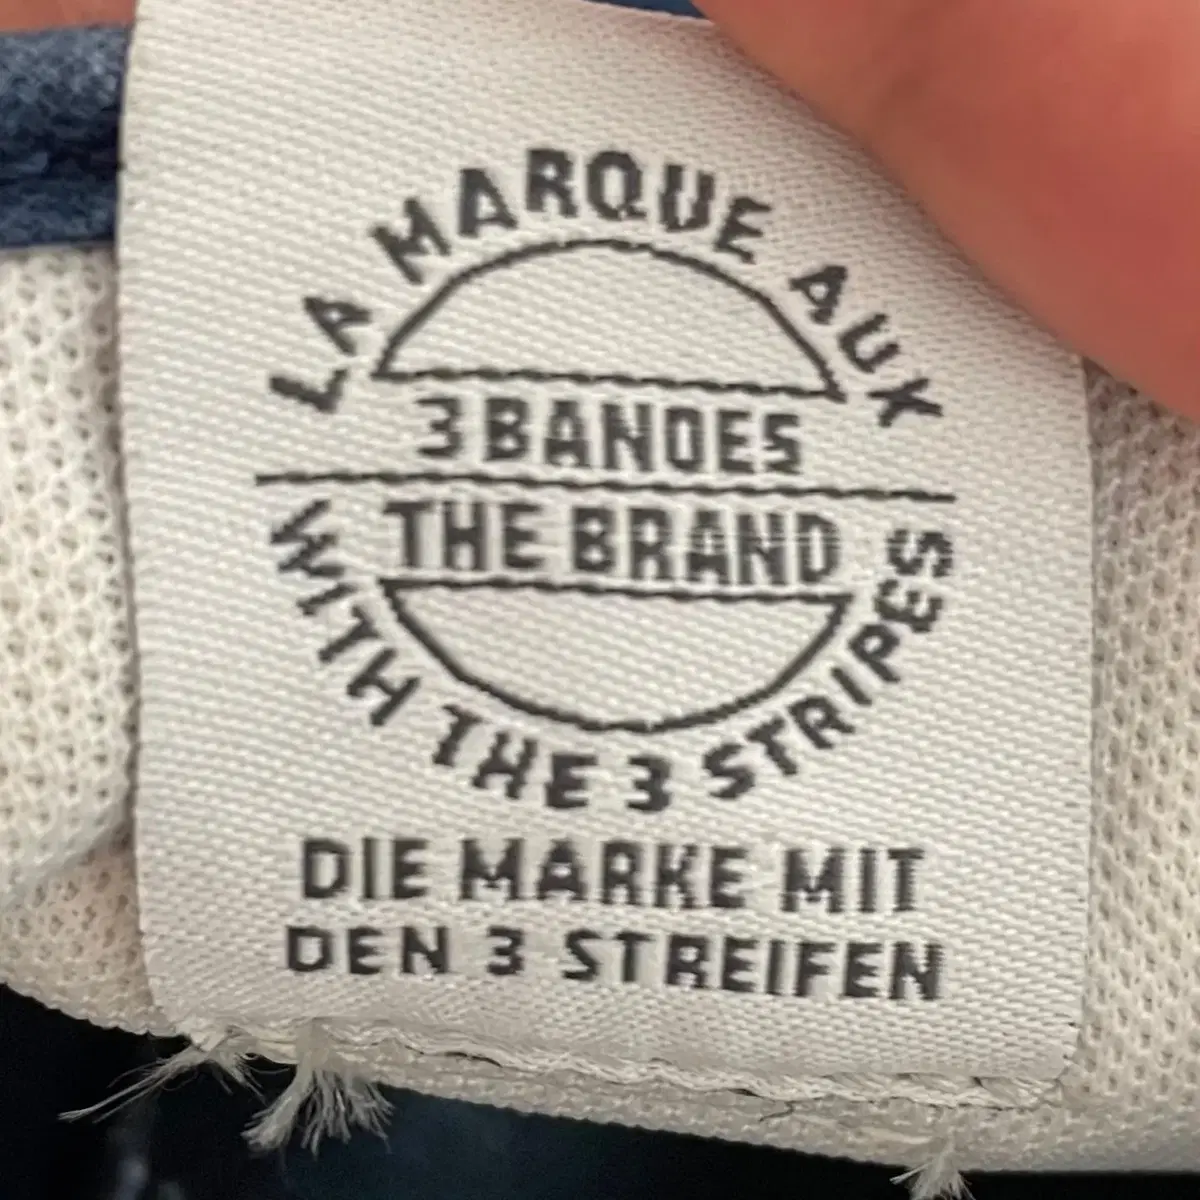 LA MARQUE AUX
3 BANDES
THE BRAND
WITH THE 3 STRIPES
DIE MARKE MIT
DEN 3 STREIFEN